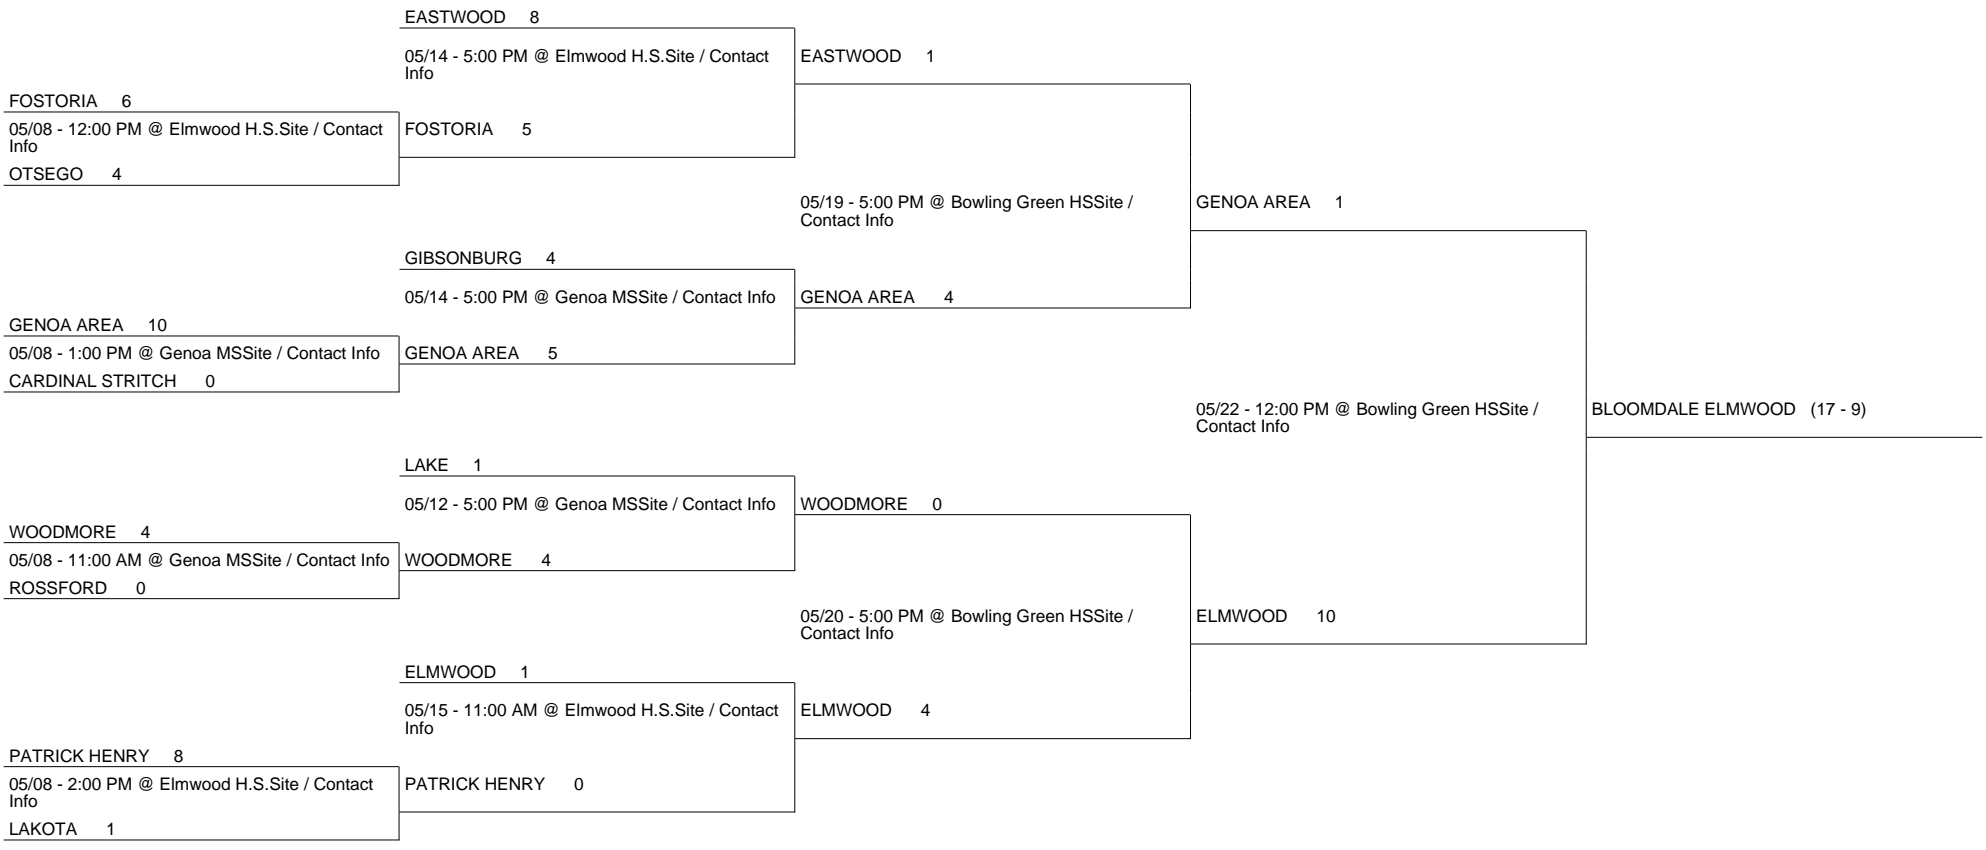 FOSTORIA 6
05/08 - 12:00 PM @ Elmwood H.S.Site / Contact
Info
OTSEGO 4
GENOA AREA 10
05/08 - 1:00 PM @ Genoa MSSite / Contact Info
CARDINAL STRITCH 0
WOODMORE 4
05/08 - 11:00 AM @ Genoa MSSite / Contact Info
ROSSFORD 0
PATRICK HENRY 8
05/08 - 2:00 PM @ Elmwood H.S.Site / Contact
Info
LAKOTA 1
EASTWOOD 8
05/14 - 5:00 PM @ Elmwood H.S.Site / Contact
Info
FOSTORIA 5
GIBSONBURG 4
05/14 - 5:00 PM @ Genoa MSSite / Contact Info
GENOA AREA 5
LAKE 1
05/12 - 5:00 PM @ Genoa MSSite / Contact Info
WOODMORE 4
ELMWOOD 1
05/15 - 11:00 AM @ Elmwood H.S.Site / Contact
Info
PATRICK HENRY 0
EASTWOOD 1
05/19 - 5:00 PM @ Bowling Green HSSite /
Contact Info
GENOA AREA 4
WOODMORE 0
05/20 - 5:00 PM @ Bowling Green HSSite /
Contact Info
ELMWOOD 4
GENOA AREA 1
05/22 - 12:00 PM @ Bowling Green HSSite /
Contact Info
ELMWOOD 10
BLOOMDALE ELMWOOD (17 - 9)